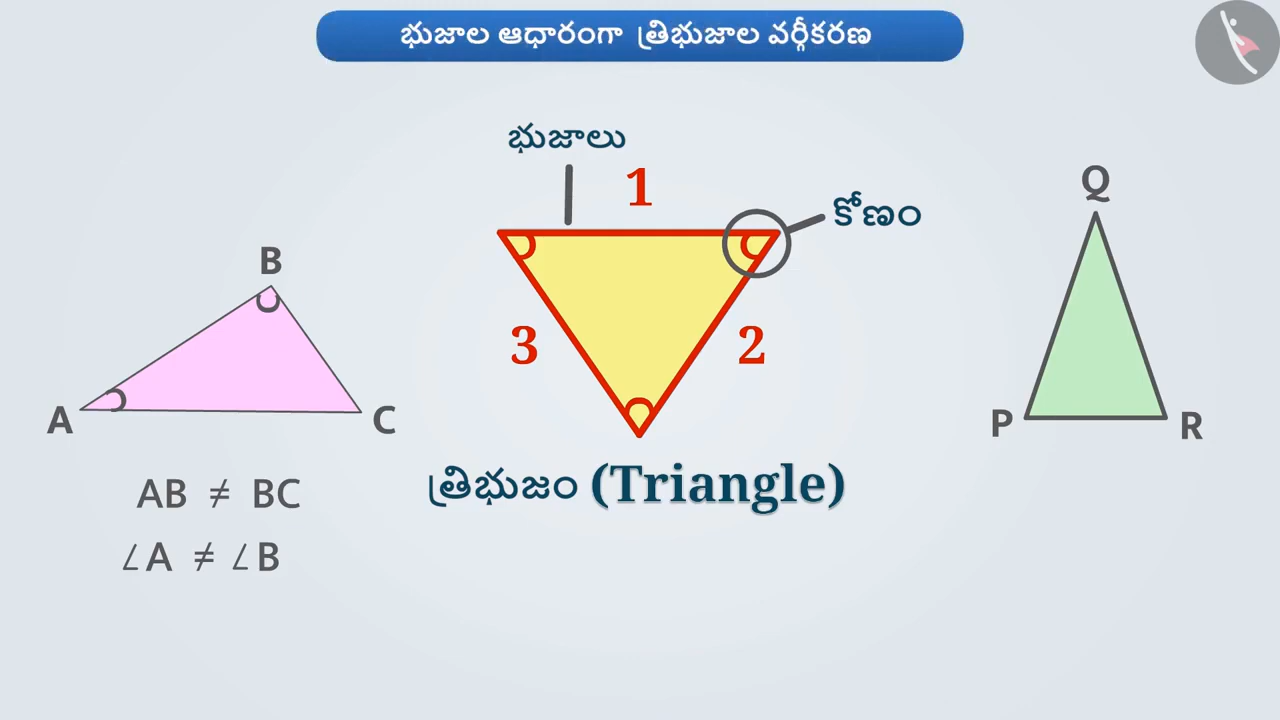 భుజాల ఆధారంగా త్రిభుజాల వర్గీకరణ
భుజాలు
1
కోణం
3
2
త్రిభుజం (Triangle)
B
A
C
AB ≠ BC
∠A ≠ ∠B
Q
P
R